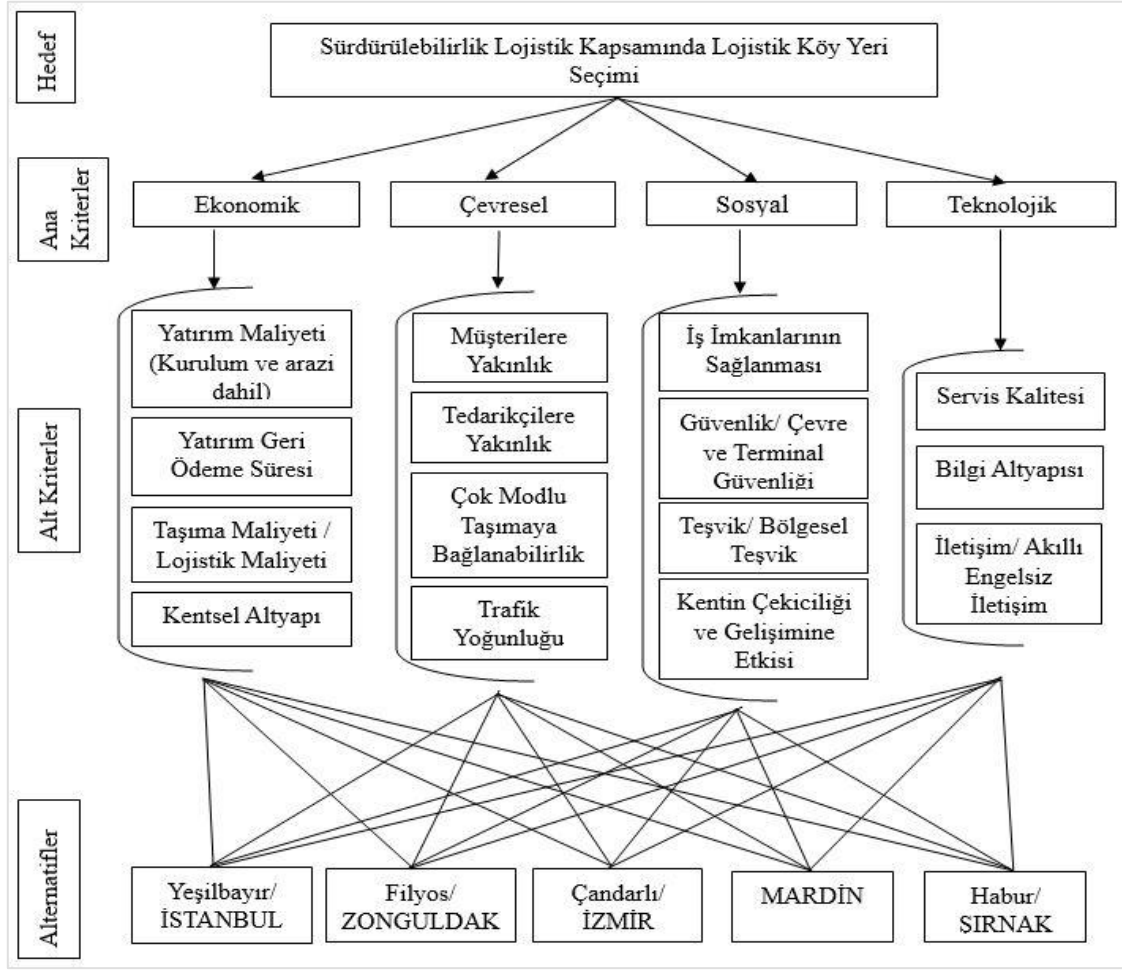 Hedef
Sürdürülebilirlik Lojistik Kapsamında Lojistik Köy Yeri
Seçimi
Ana
Kriterler
Ekonomik
Çevresel
Sosyal
Teknolojik
Alt Kriterler
Yatırım Maliyeti
(Kurulum ve arazi
dahil)
Yatırım Geri
Ödeme Süresi
Taşıma Maliyeti /
Lojistik Maliyeti
Kentsel Altyapı
Müşterilere
Yakınlık
Tedarikçilere
Yakınlık
Çok Modlu
Taşımaya
Bağlanabilirlik
Trafik
Yoğunluğu
İş İmkanlarının
Sağlanması
Güvenlik/ Çevre
ve Terminal
Güvenliği
Teşvik/ Bölgesel
Teşvik
Kentin Çekiciliği
ve Gelişimine
Etkisi
Servis Kalitesi
Bilgi Altyapısı
İletişim/ Akıllı
Engelsiz
İletişim
Alternatifler
Yeşilbayır/
İSTANBUL
Filyos/
ZONGULDAK
Çandarlı/
İZMİR
MARDİN
Habur/
ŞIRNAK